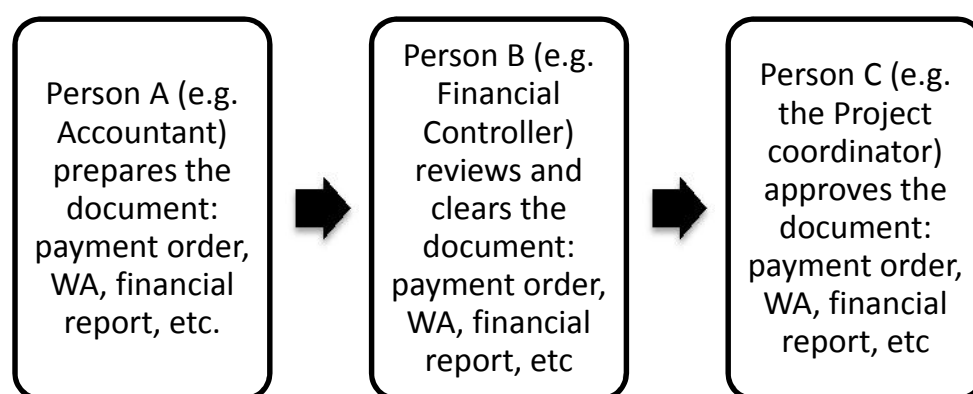 Person A (e.g.
Accountant)
prepares the
document:
payment order,
WA, financial
report, etc.
Person B (e.g.
Financial
Controller)
reviews and
clears the
document:
payment order,
WA, financial
report, etc
Person C (e.g.
the Project
coordinator)
approves the
document:
payment order,
WA, financial
report, etc